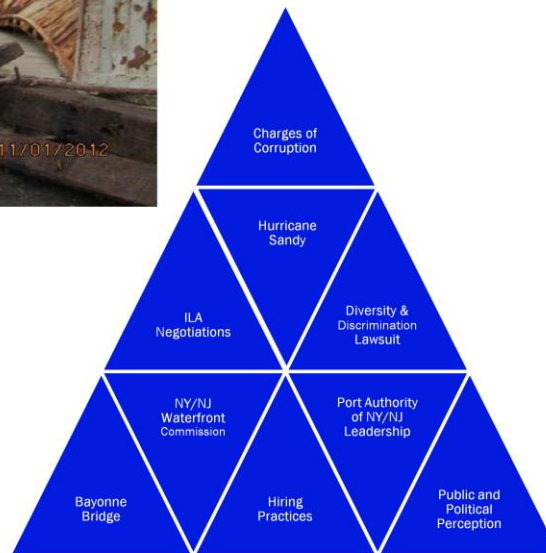 11/01/2012
Charges of
Corruption
Hurricane
Sandy
ILA
Negotiations
Diversity &
Discrimination
Lawsuit
NY/NJ
Waterfront
Commission
Port Authority
of NY/NJ
Leadership
Bayonne
Bridge
Hiring
Practices
Public and
Political
Perception